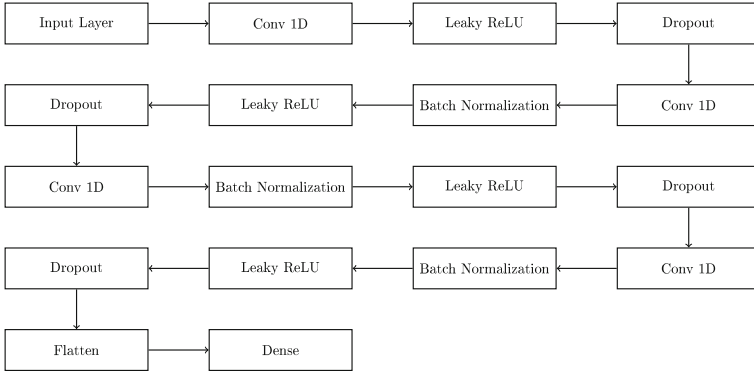 Input Layer
Conv 1D
Leaky ReLU
Dropout
Dropout
Leaky ReLU
Batch Normalization
Conv 1D
Conv 1D
Batch Normalization
Leaky ReLU
Dropout
Dropout
Leaky ReLU
Batch Normalization
Conv 1D
Flatten
Dense